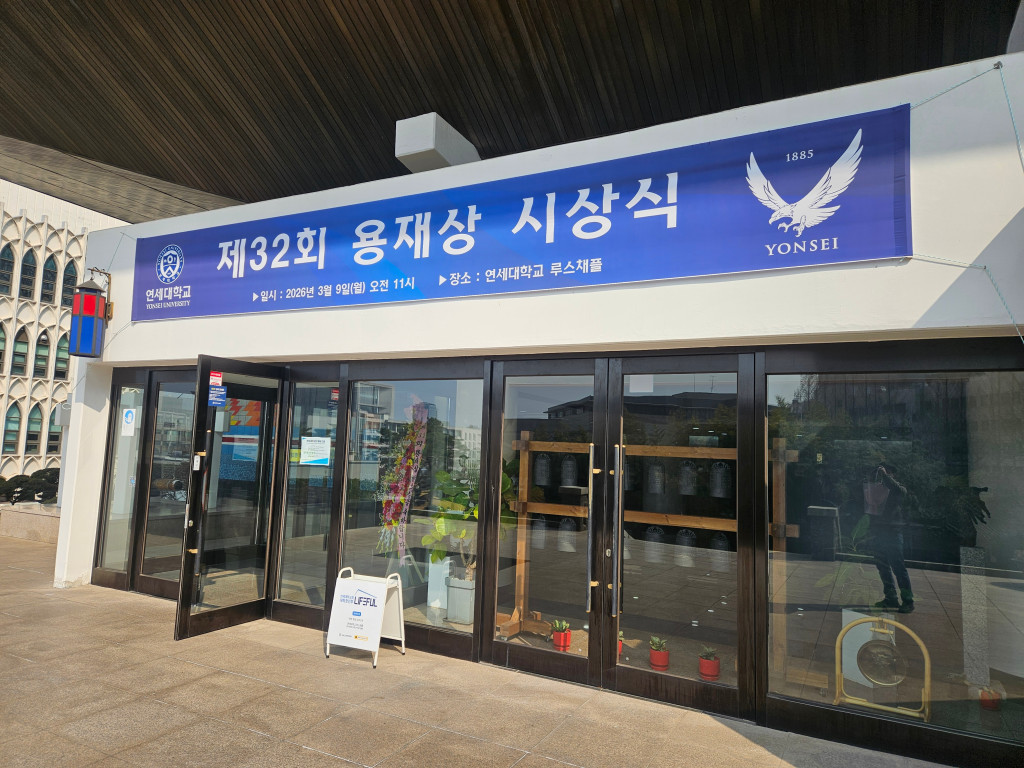 제32회 용재상 시상식
▶일시 : 2026년 3월 9일(월) 오전 11시 ▶장소 : 연세대학교 루스채플
연세대학교
YONSEI UNIVERSITY
1885
YONSEI
LIFEFUL